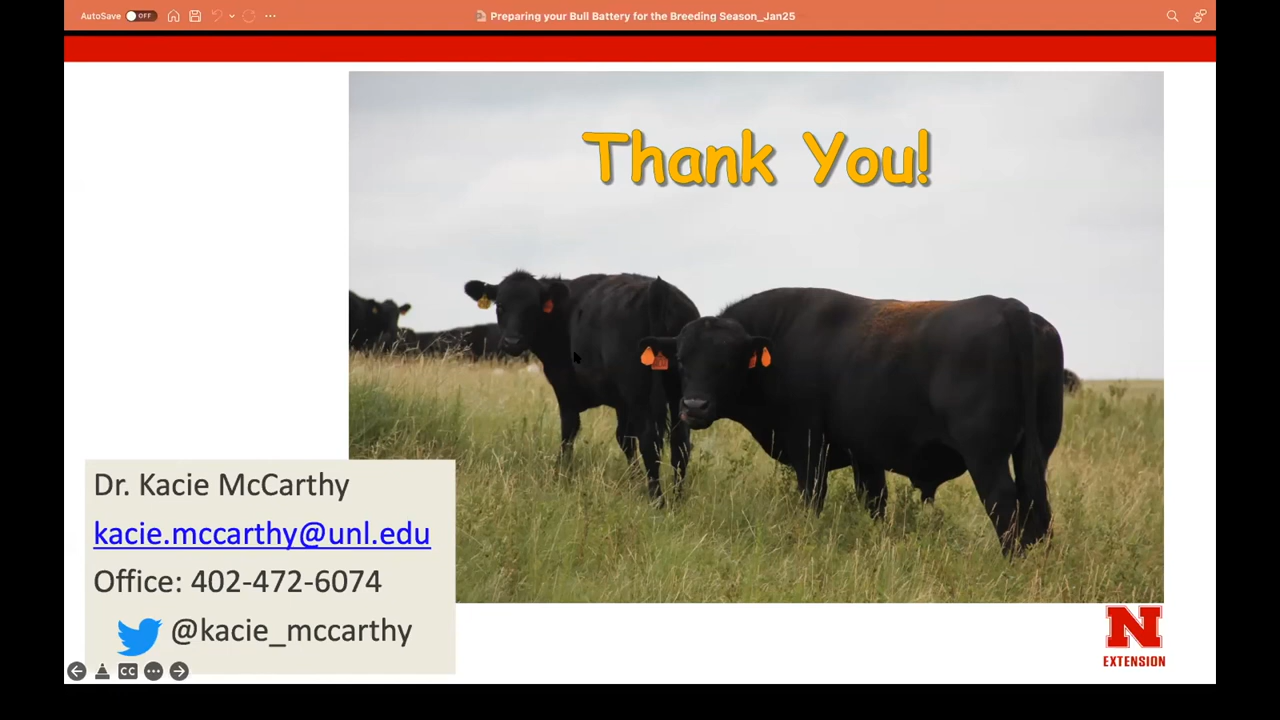 AutoSave OFF
Preparing your Bull Battery for the Breeding Season_Jan25
Thank You!
Dr. Kacie McCarthy
kacie.mccarthy@unl.edu
Office: 402-472-6074
@kacie_mccarthy
N
EXTENSION
CC